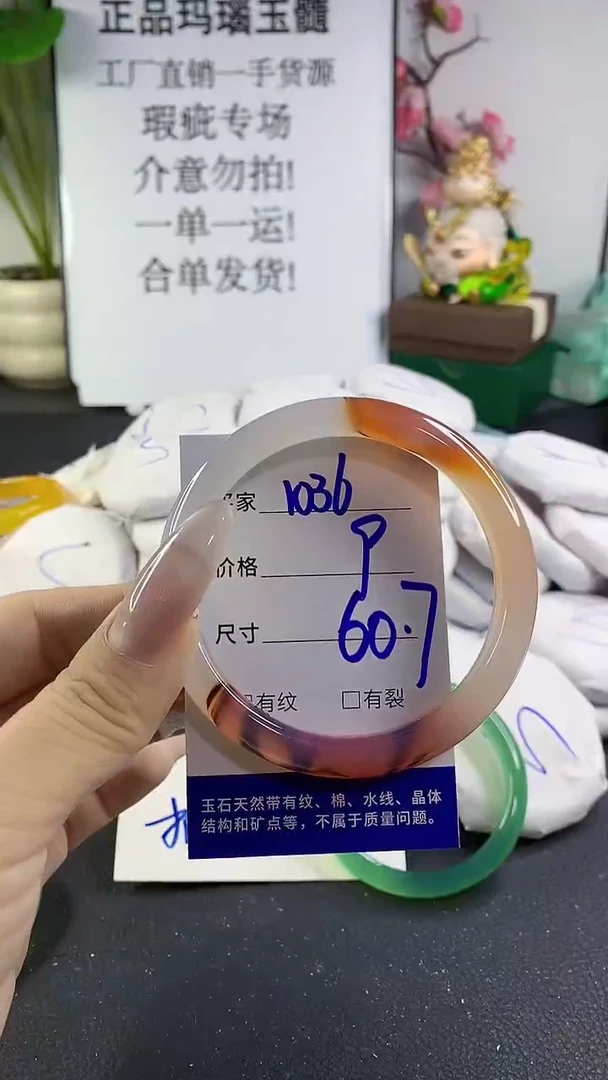 正品玛瑙玉髓
工厂直销一手货源
瑕疵专场
介意勿拍!
一单一运!
合单发货!
家 1036
价格 P
尺寸 60.7
有纹 □有裂
玉石天然带有纹、棉、水线、晶体
结构和矿点等，不属于质量问题。